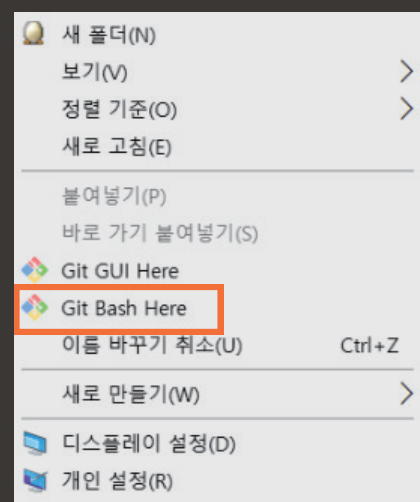 새 폴더(N)
보기(V)
정렬 기준(O)
새로 고침(E)
붙여넣기(P)
바로 가기 붙여넣기(S)
Git GUI Here
Git Bash Here
이름 바꾸기 취소(U) Ctrl+Z
새로 만들기(W)
디스플레이 설정(D)
개인 설정(R)